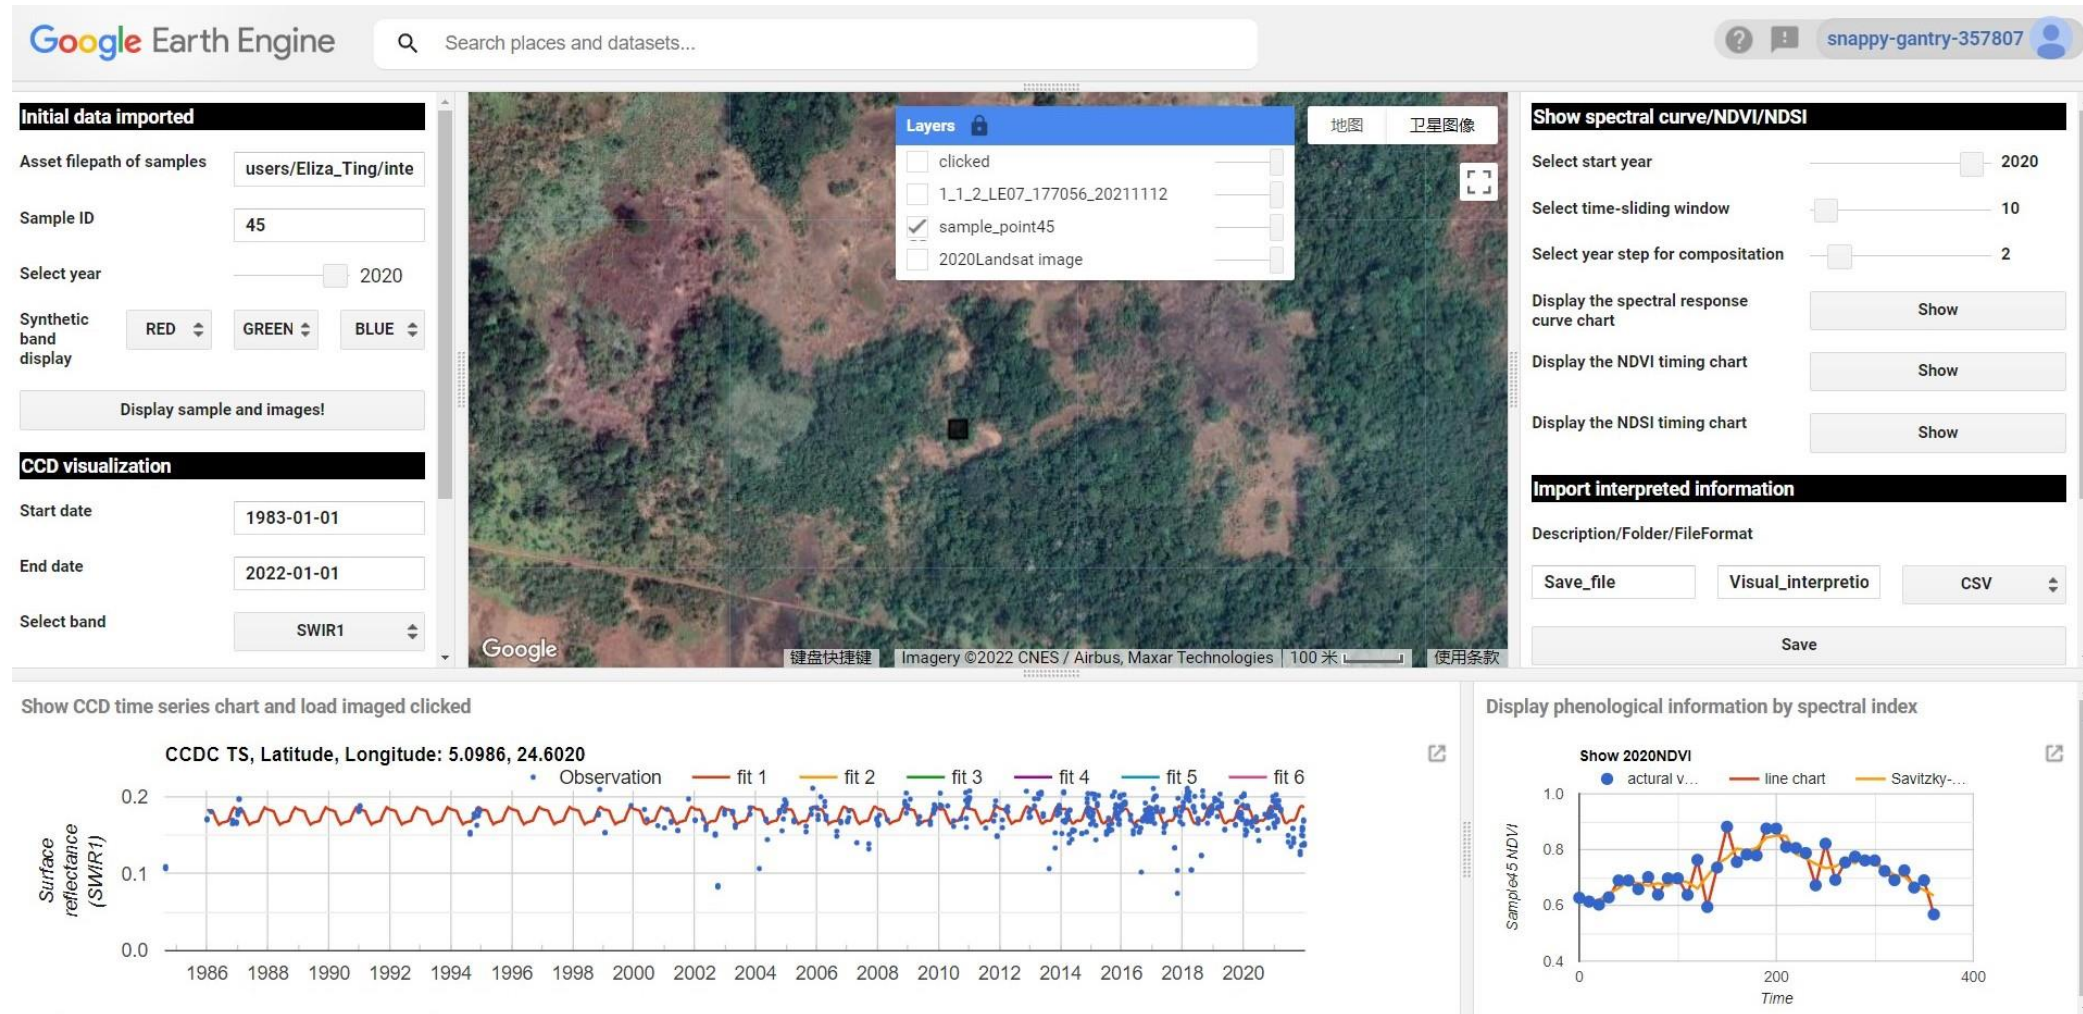 Google Earth Engine
Search places and datasets...
snappy-gantry-357807
Initial data imported
Asset filepath of samples
users/Eliza_Ting/inte
Sample ID
45
Select year
2020
Synthetic
band
display
RED
GREEN
BLUE
Display sample and images!
CCD visualization
Start date
1983-01-01
End date
2022-01-01
Select band
SWIR1
Layers
clicked
1_1_2_LE07_177056_20211112
sample_point45
2020Landsat image
地图
卫星图像
Google
键盘快捷键
Imagery ©2022 CNES / Airbus, Maxar Technologies
100 米
使用条款
Show spectral curve/NDVI/NDSI
Select start year
2020
Select time-sliding window
10
Select year step for compositation
2
Display the spectral response
curve chart
Show
Display the NDVI timing chart
Show
Display the NDSI timing chart
Show
Import interpreted information
Description/Folder/FileFormat
Save_file
Visual_interpretio
CSV
Save
Show CCD time series chart and load imaged clicked
CCDC TS, Latitude, Longitude: 5.0986, 24.6020
Observation
fit 1
fit 2
fit 3
fit 4
fit 5
fit 6
Surface
reflectance
(SWIR1)
0.2
0.1
0.0
1986 1988 1990 1992 1994 1996 1998 2000 2002 2004 2006 2008 2010 2012 2014 2016 2018 2020
Display phenological information by spectral index
Show 2020NDVI
actural v...
line chart
Savitzky-...
Sample45 NDVI
1.0
0.8
0.6
0.4
0 200 400
Time